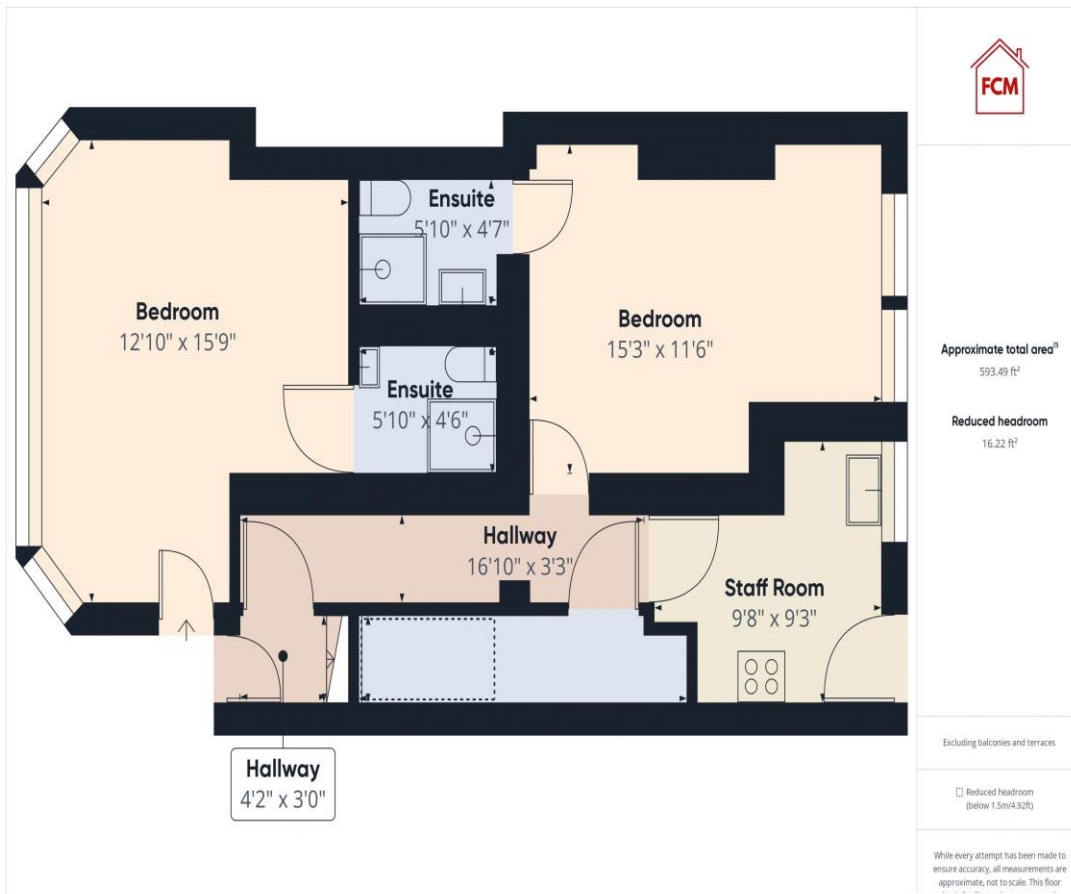 FCM
Ensuite
5'10" x 4'7"
Bedroom
12'10" x 15'9"
Bedroom
15'3" x 11'6"
Ensuite
5'10" x 4'6"
Hallway
16'10" x 3'3"
Staff Room
9'8" x 9'3"
Hallway
4'2" x 3'0"
Approximate total area(1)
593.49 ft²
Reduced headroom
16.22 ft²
Excluding balconies and terraces
Reduced headroom
(below 1.5m/4.92ft)
While every attempt has been made to
ensure accuracy, all measurements are
approximate, not to scale. This floor